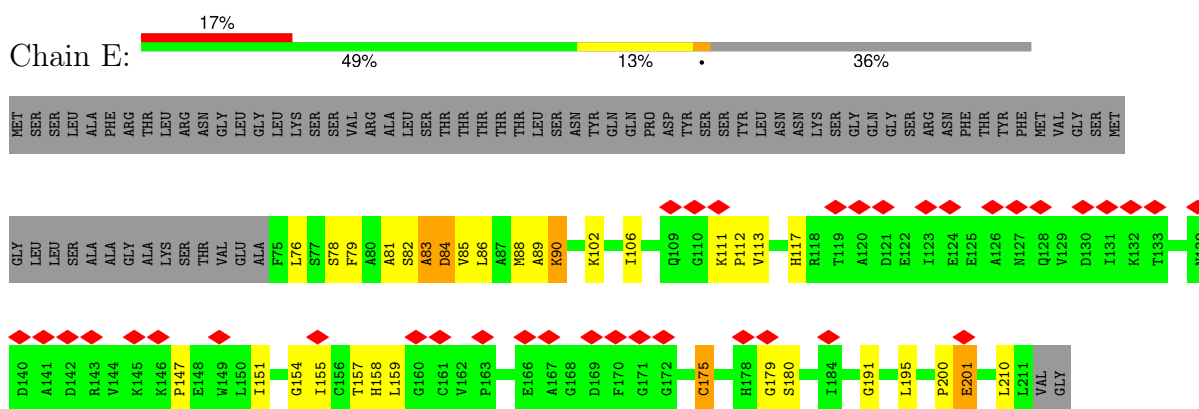 17%
Chain E:
49% 13% • 36%
MET SER SER LEU ALA PHE ARG THR LEU ARG ASN GLY LEU GLY LEU LYS SER SER VAL ARG ALA LEU SER THR THR THR THR THR LEU SER ASN TYR GLN GLN PRO ASP TYR SER SER TYR LEU ASN ASN LYS SER GLY GLN GLY SER ARG ASN PHE THR TYR PHE MET VAL GLY SER MET
GLY LEU LEU SER ALA ALA GLY ALA LYS SER THR VAL GLU ALA F75 L76 S77 S78 F79 A80 A81 S82 A83 D84 V85 L86 A87 M88 A89 K90 K102 I106 Q109 G110 K111 P112 V113 H117 R118 T119 A120 D121 E122 I123 E124 E125 A126 N127 Q128 V129 D130 I131 K132 T133
D140 A141 D142 R143 V144 K145 K146 P147 E148 W149 L150 I151 G154 I155 C156 T157 H158 L159 G160 C161 V162 P163 E166 A167 G168 D169 F170 G171 G172 C175 H178 G179 S180 I184 G191 L195 P200 E201 L210 L211 VAL GLY